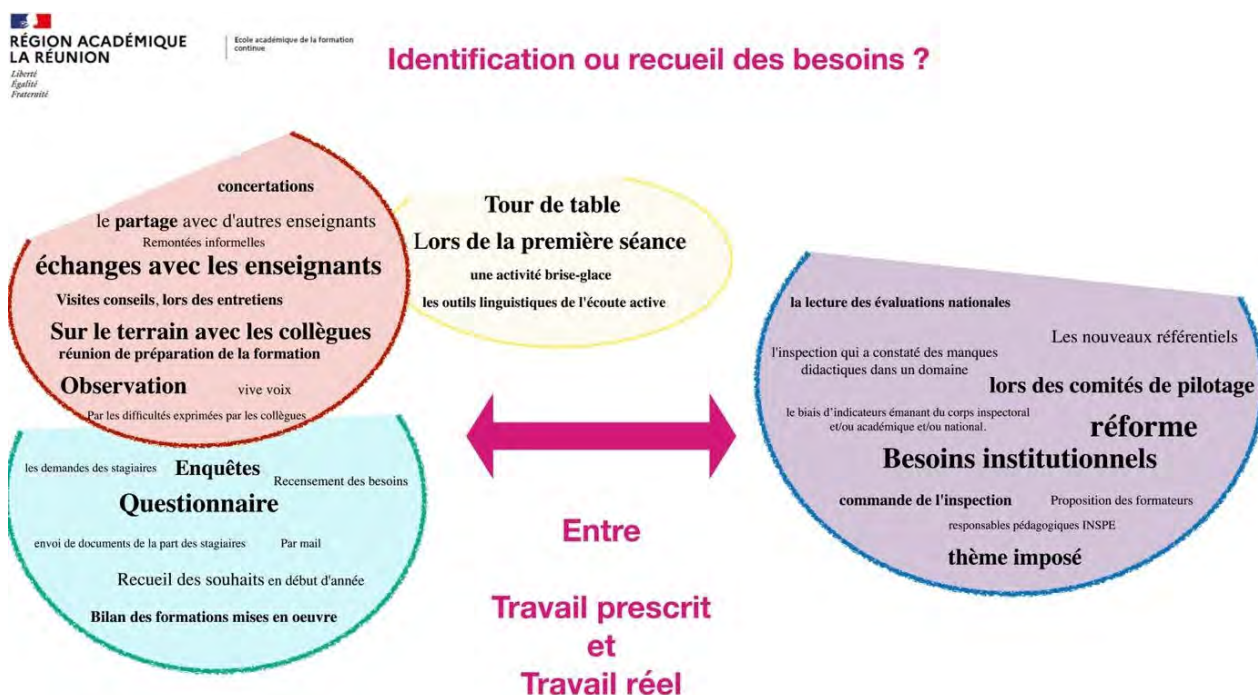 RÉGION ACADÉMIQUE
LA RÉUNION
Liberté
Égalité
Fraternité
Ecole académique de la formation
continue
Identification ou recueil des besoins ?
concertations
le partage avec d'autres enseignants
Remontées informelles
échanges avec les enseignants
Visites conseils, lors des entretiens
Sur le terrain avec les collègues
réunion de préparation de la formation
Observation
vive voix
Par les difficultés exprimées par les collègues
Tour de table
Lors de la première séance
une activité brise-glace
les outils linguistiques de l'écoute active
les demandes des stagiaires
Enquêtes
Recensement des besoins
Questionnaire
envoi de documents de la part des stagiaires
Par mail
Recueil des souhaits en début d'année
Bilan des formations mises en oeuvre
Entre
Travail prescrit
et
Travail réel
la lecture des évaluations nationales
Les nouveaux référentiels
l'inspection qui a constaté des manques
didactiques dans un domaine
lors des comités de pilotage
le biais d’indicateurs émanant du corps inspectoral
et/ou académique et/ou national.
réforme
Besoins institutionnels
commande de l'inspection
Proposition des formateurs
responsables pédagogiques INSPE
thème imposé